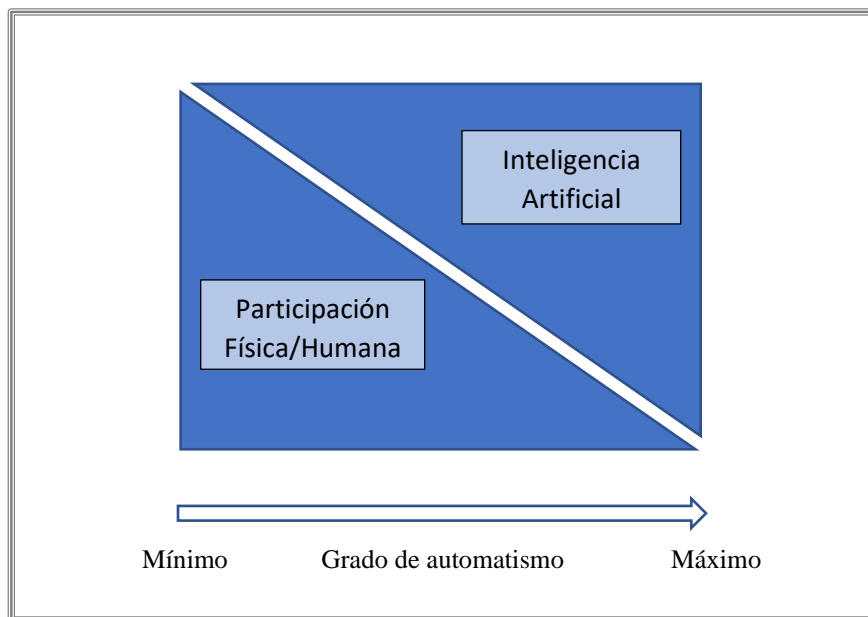 Inteligencia
Artificial
Participación
Física/Humana
Mínimo Grado de automatismo Máximo